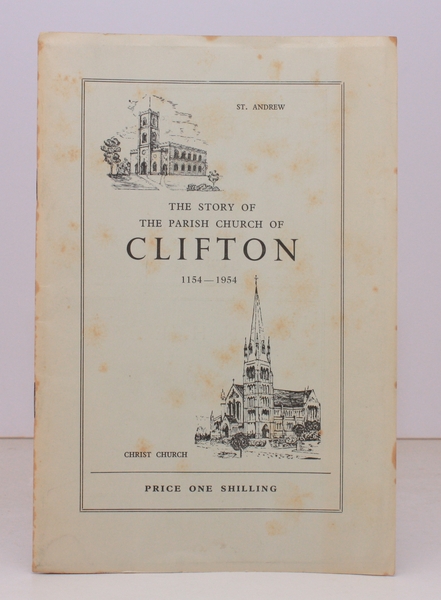 ST. ANDREW
THE STORY OF
THE PARISH CHURCH OF
CLIFTON
1154—1954
CHRIST CHURCH
PRICE ONE SHILLING